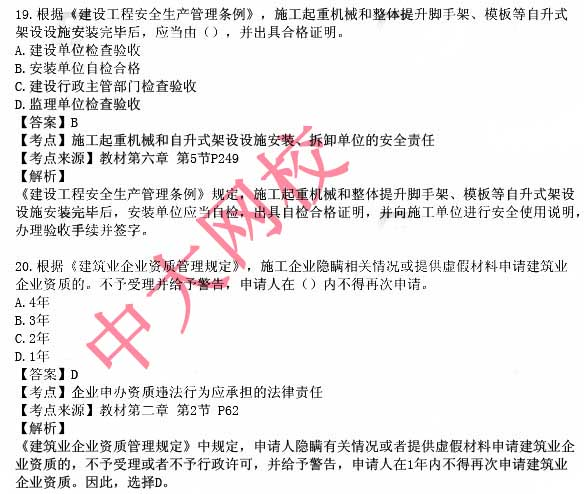 19.根据《建设工程安全生产管理条例》，施工起重机械和整体提升脚手架、模板等自升式
架设设施安装完毕后，应当由（），并出具合格证明。
A.建设单位检查验收
B.安装单位自检合格
C.建设行政主管部门检查验收
D.监理单位检查验收
【答案】B
【考点】施工起重机械和自升式架设设施安装、拆卸单位的安全责任
【考点来源】教材第六章 第5节P249
【解析】
《建设工程安全生产管理条例》规定，施工起重机械和整体提升脚手架、模板等自升式架设
设施安装完毕后，安装单位应当自检，出具自检合格证明，并向施工单位进行安全使用说明，
办理验收手续并签字。
20.根据《建筑业企业资质管理规定》，施工企业隐瞒相关情况或提供虚假材料申请建筑业
企业资质的。不予受理并给予警告，申请人在（）内不得再次申请。
A.4年
B.3年
C.2年
D.1年
【答案】D
【考点】企业申办资质违法行为应承担的法律责任
【考点来源】教材第二章 第2节 P62
【解析】
《建筑业企业资质管理规定》中规定，申请人隐瞒有关情况或者提供虚假材料申请建筑业企
业资质的，不予受理或者不予行政许可，并给予警告，申请人在1年内不得再次申请建筑业
企业资质。因此，选择D。
中大网校